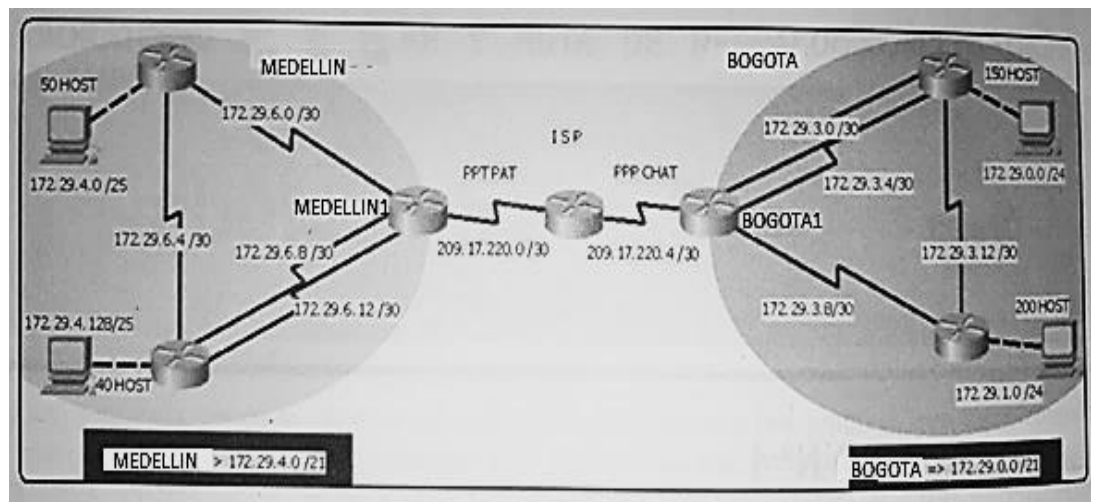 MEDELLIN
BOGOTA
50 HOST
150 HOST
172.29.6.0 /30
172.29.3.0 /30
ISP
172.29.4.0 /25
PPTPAT
PPP CHAT
172.29.3.4/30
172.29.0.0 /24
MEDELLIN1
BOGOTA1
172.29.6.4 /30
172.29.6.8 /30
209.17.220.0 /30
209.17.220.4 /30
172.29.3.12 /30
172.29.6.12 /30
172.29.3.8/30
172.29.4.128/25
200 HOST
40 HOST
172.29.1.0 /24
MEDELLIN > 172.29.4.0 /21
BOGOTA => 172.29.0.0 /21